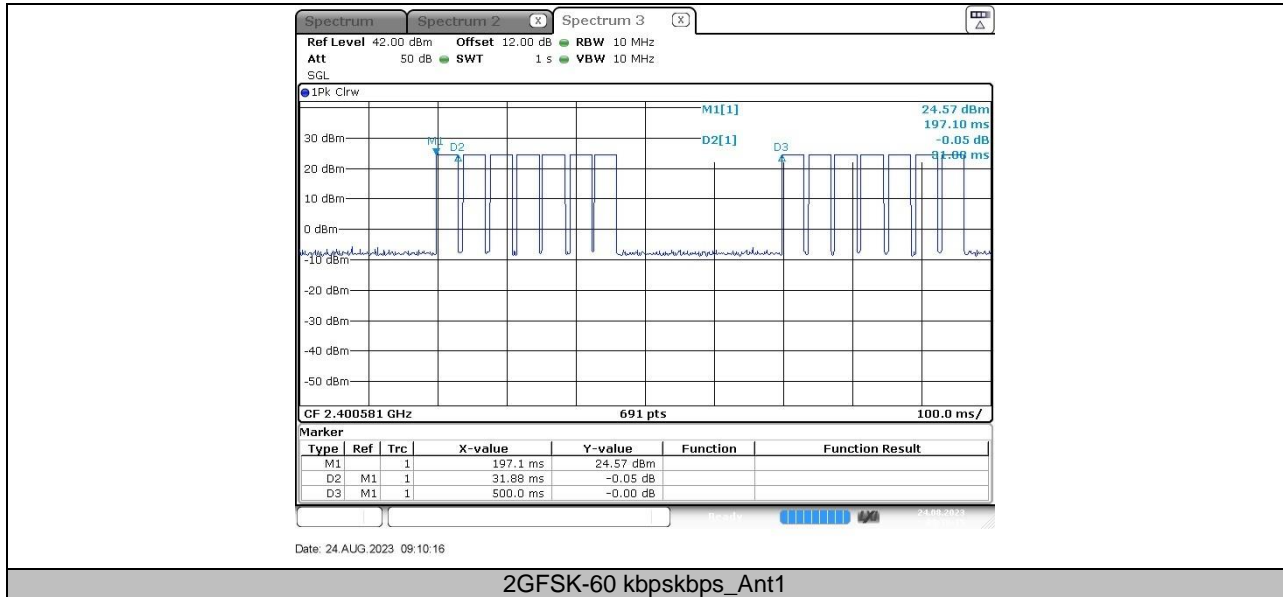 Spectrum Spectrum 2 X Spectrum 3 X
Ref Level 42.00 dBm Offset 12.00 dB RBW 10 MHz
Att 50 dB SWT 1 s VBW 10 MHz
SGL
1Pk Clrw
M1[1] 24.57 dBm
197.10 ms
30 dBm M1 D2 D2[1] D3 -0.05 dB
ms
20 dBm
10 dBm
0 dBm
-10 dBm
-20 dBm
-30 dBm
-40 dBm
-50 dBm
CF 2.400581 GHz 691 pts 100.0 ms/
Marker
Type Ref Trc X-value Y-value Function Function Result
M1 1 197.1 ms 24.57 dBm
D2 M1 1 31.88 ms -0.05 dB
D3 M1 1 500.0 ms -0.00 dB
Ready 24.08.2023
Date: 24.AUG.2023 09:10:16
2GFSK-60 kbpskbps_Ant1